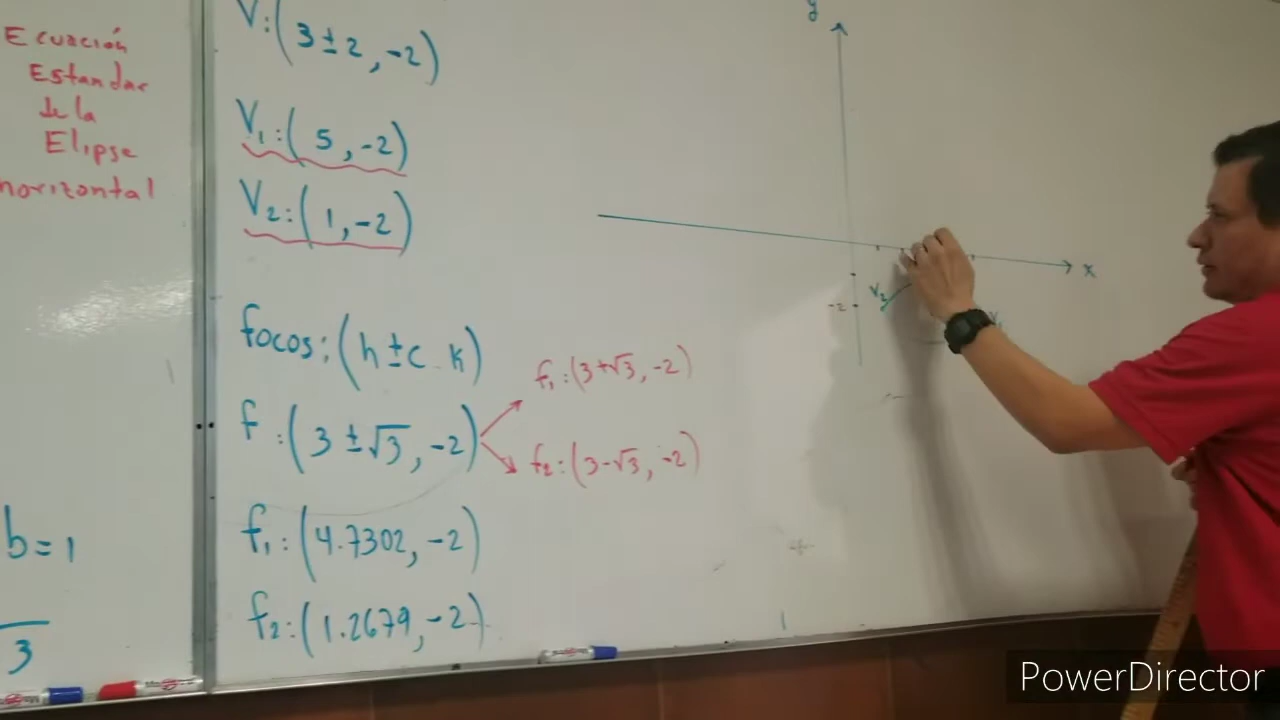 Ecuación
Estandar
de la
Elipse
horizontal
b=1
3
V:(3±2,-2)
V1:(5,-2)
V2:(1,-2)
focos:(h±c, k)
f:(3±√3,-2)
f1:(3+√3,-2)
f2:(3-√3,-2)
f1:(4.7302,-2)
f2:(1.2679,-2)
y
x
-2
V2
PowerDirector